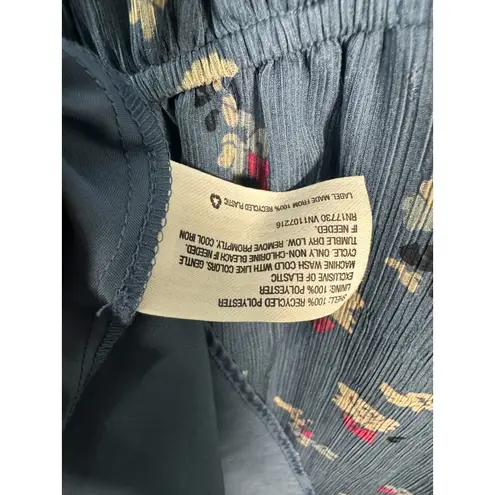 SHELL: 100% RECYCLED POLYESTER
LINING: 100% POLYESTER
EXCLUSIVE OF ELASTIC
MACHINE WASH COLD WITH LIKE COLORS, GENTLE
CYCLE. ONLY NON-CHLORINE BLEACH IF NEEDED.
TUMBLE DRY LOW. REMOVE PROMPTLY. COOL IRON
IF NEEDED.
RN17730 VN1107216
LABEL MADE FROM 100% RECYCLED PLASTIC